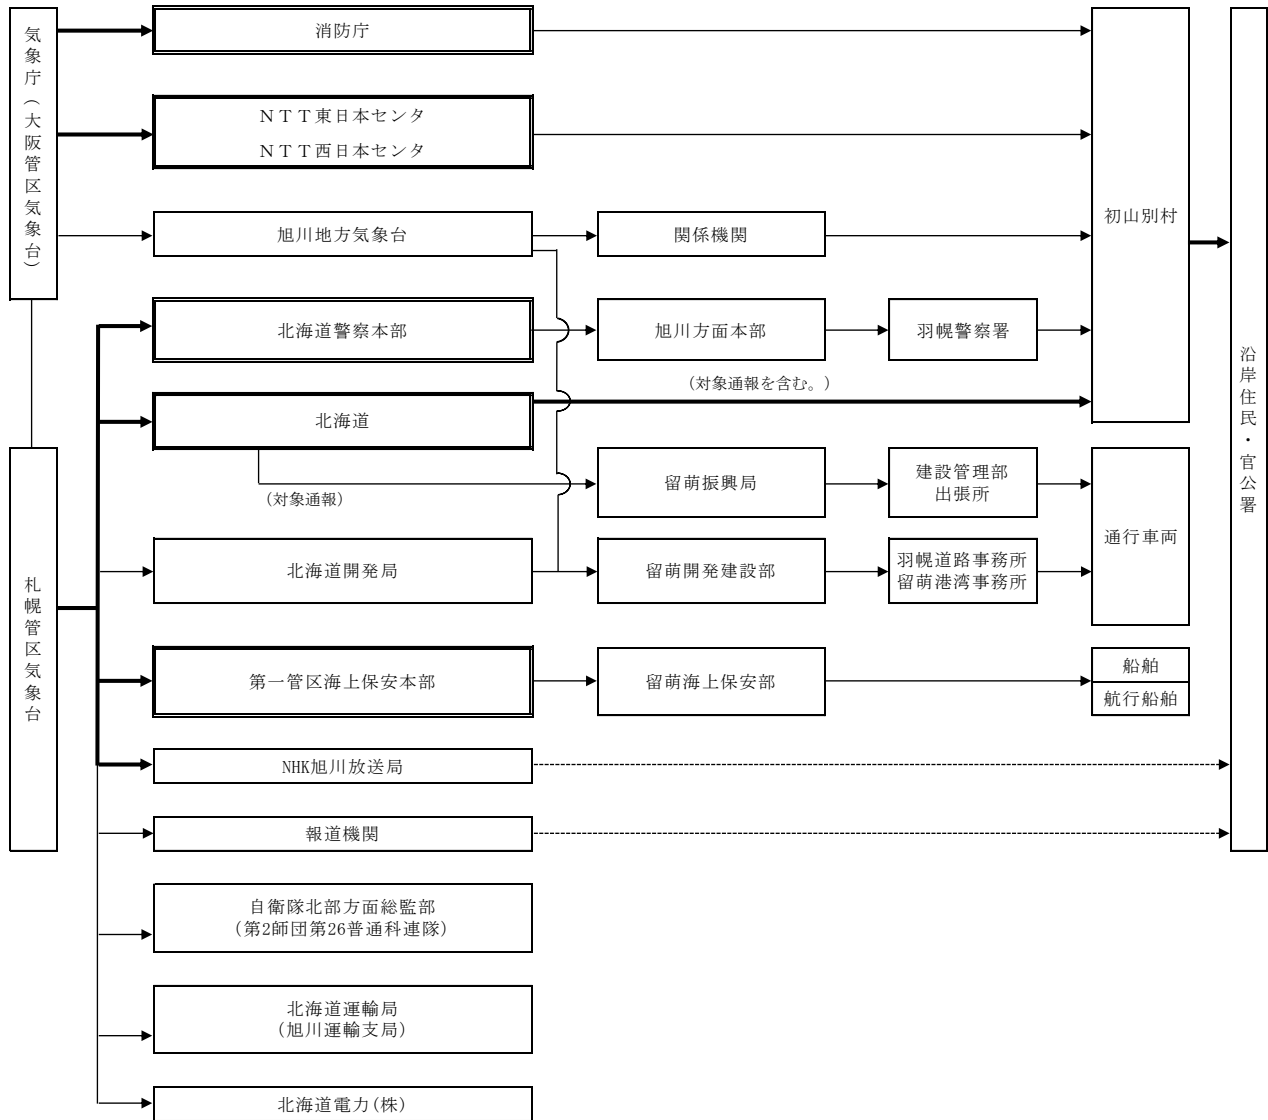 気象庁（大阪管区気象台）
札幌管区気象台
消防庁
ＮＴＴ東日本センタ
ＮＴＴ西日本センタ
旭川地方気象台
関係機関
北海道警察本部
旭川方面本部
羽幌警察署
初山別村
(対象通報を含む。)
北海道
(対象通報)
留萌振興局
建設管理部
出張所
通行車両
北海道開発局
留萌開発建設部
羽幌道路事務所
留萌港湾事務所
第一管区海上保安本部
留萌海上保安部
船舶
航行船舶
沿岸住民・官公署
NHK旭川放送局
報道機関
自衛隊北部方面総監部
(第2師団第26普通科連隊)
北海道運輸局
(旭川運輸支局)
北海道電力(株)